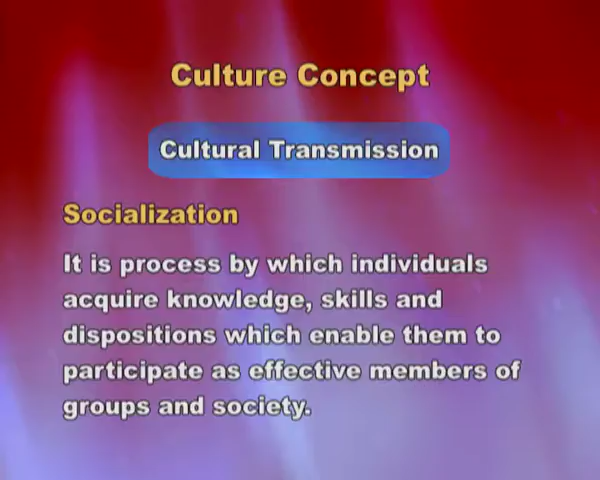 Culture Concept
Cultural Transmission
Socialization
It is process by which individuals
acquire knowledge, skills and
dispositions which enable them to
participate as effective members of
groups and society.